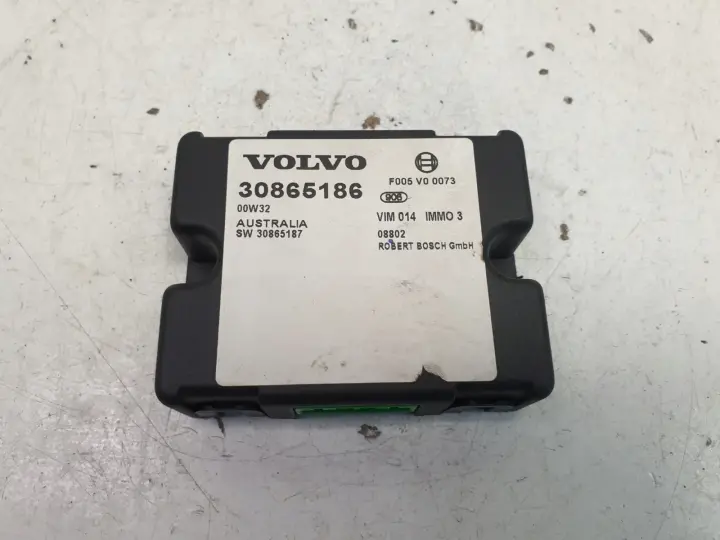 VOLVO
30865186
00W32
AUSTRALIA
SW 30865187
F005 V0 0073
VIM 014 IMMO 3
08802
ROBERT BOSCH GmbH